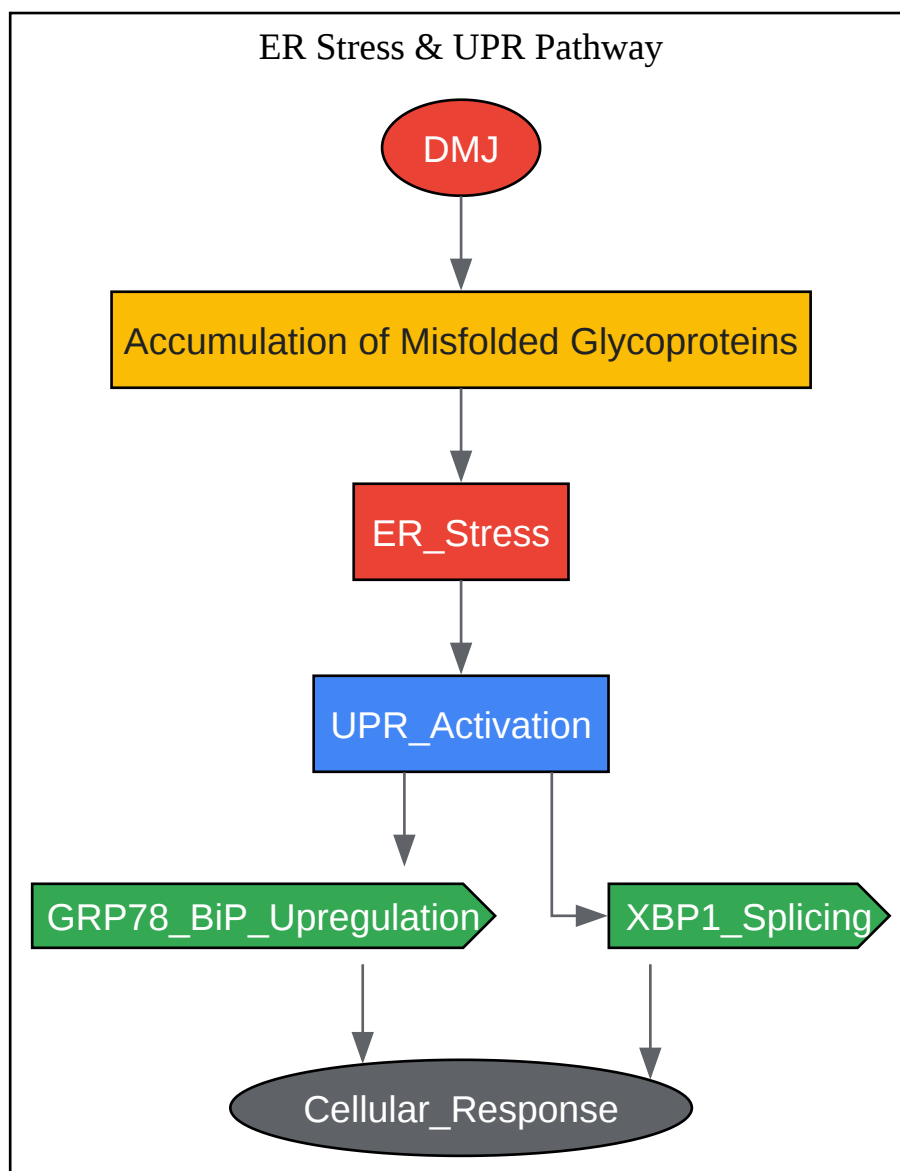 ER Stress & UPR Pathway
DMJ
Accumulation of Misfolded Glycoproteins
ER_Stress
UPR_Activation
GRP78_BiP_Upregulation
XBP1_Splicing
Cellular_Response